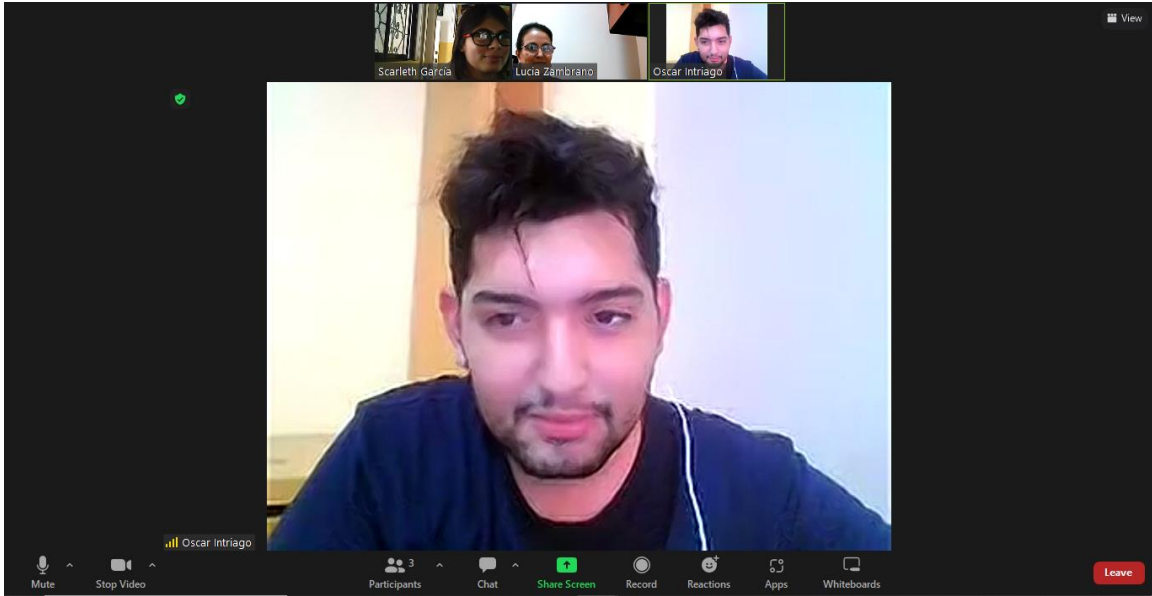 View
Scarleth García
Lucia Zambrano
Oscar Intriago
Oscar Intriago
3
Mute
Stop Video
Participants
Chat
Share Screen
Record
Reactions
Apps
Whiteboards
Leave